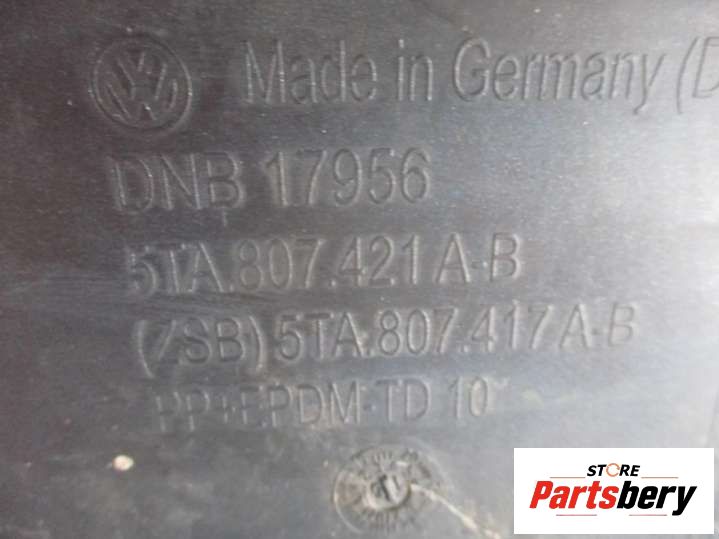 Made in Germany (D
DNB 17956
5TA.807.421 A-B
(ZSB) 5TA.807.417 A-B
PP+EPDM-TD 10
STORE
Partsbery